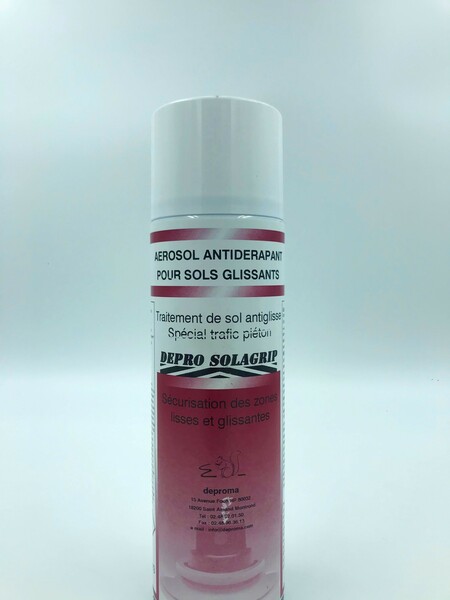 AEROSOL ANTIDERAPANT
POUR SOLS GLISSANTS
Traitement de sol antiglisse
Spécial trafic piéton
DEPRO SOLAGRIP
Sécurisation des zones
lisses et glissantes
deproma